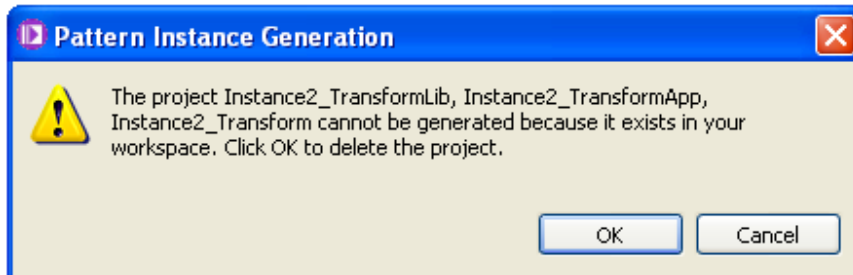 Pattern Instance Generation
The project Instance2_TransformLib, Instance2_TransformApp,
Instance2_Transform cannot be generated because it exists in your
workspace. Click OK to delete the project.
OK
Cancel